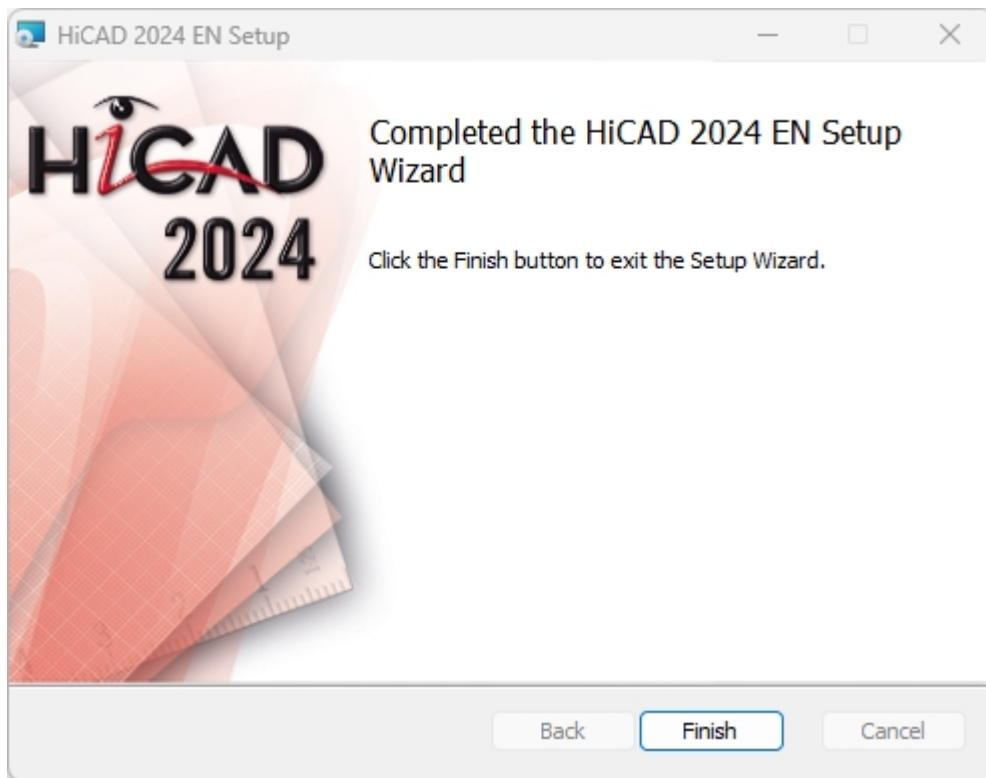 HiCAD 2024 EN Setup
HiCAD
2024
Completed the HiCAD 2024 EN Setup
Wizard
Click the Finish button to exit the Setup Wizard.
Back
Finish
Cancel